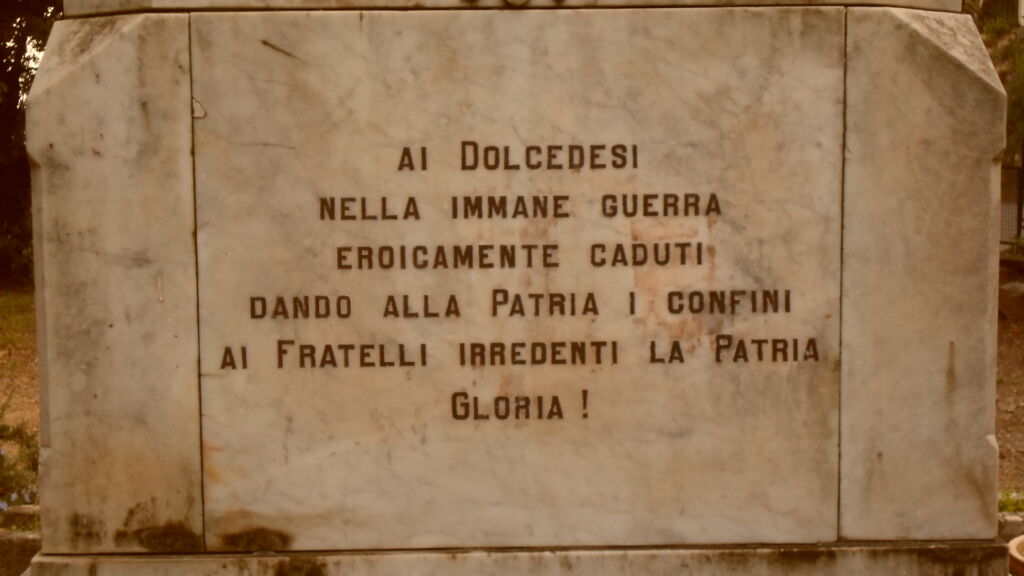 AI DOLCEDESI
NELLA IMMANE GUERRA
EROICAMENTE CADUTI
DANDO ALLA PATRIA I CONFINI
AI FRATELLI IRREDENTI LA PATRIA
GLORIA !